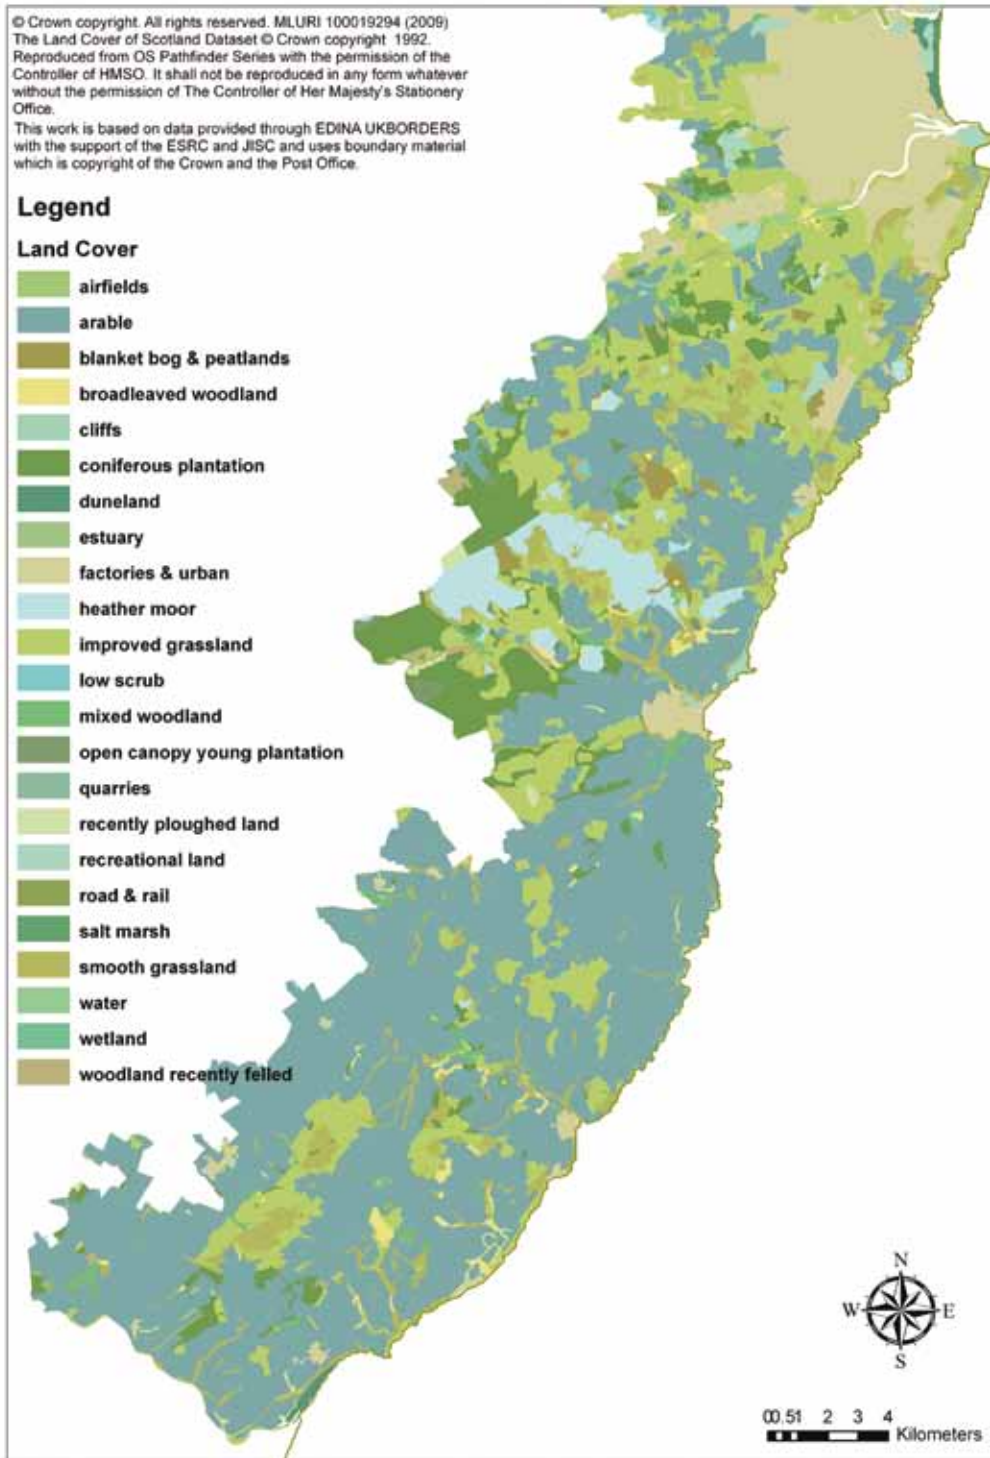 © Crown copyright. All rights reserved. MLURI 100019294 (2009)
The Land Cover of Scotland Dataset © Crown copyright 1992.
Reproduced from OS Pathfinder Series with the permission of the
Controller of HMSO. It shall not be reproduced in any form whatever
without the permission of The Controller of Her Majesty's Stationery
Office.
This work is based on data provided through EDINA UKBORDERS
with the support of the ESRC and JISC and uses boundary material
which is copyright of the Crown and the Post Office.
Legend
Land Cover
airfields
arable
blanket bog & peatlands
broadleaved woodland
cliffs
coniferous plantation
duneland
estuary
factories & urban
heather moor
improved grassland
low scrub
mixed woodland
open canopy young plantation
quarries
recently ploughed land
recreational land
road & rail
salt marsh
smooth grassland
water
wetland
woodland recently felled
N
W E
S
00.51 2 3 4
Kilometers